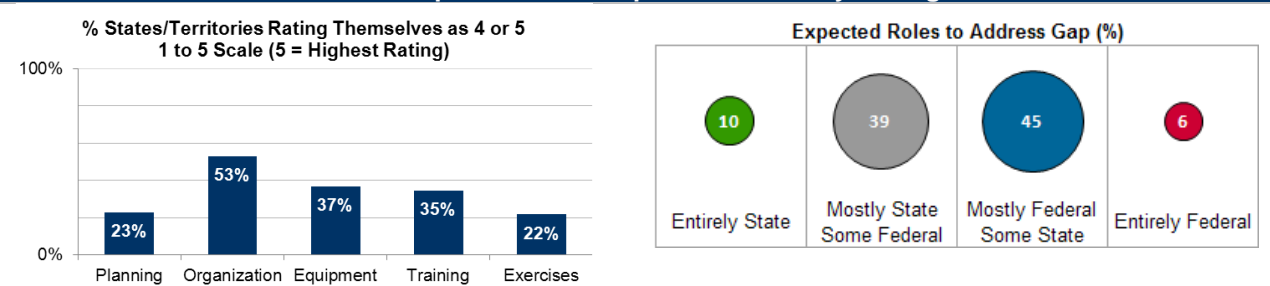 % States/Territories Rating Themselves as 4 or 5
1 to 5 Scale (5 = Highest Rating)
100%
0%
23%
53%
37%
35%
22%
Planning
Organization
Equipment
Training
Exercises
Expected Roles to Address Gap (%)
10
39
45
6
Entirely State
Mostly State
Some Federal
Mostly Federal
Some State
Entirely Federal